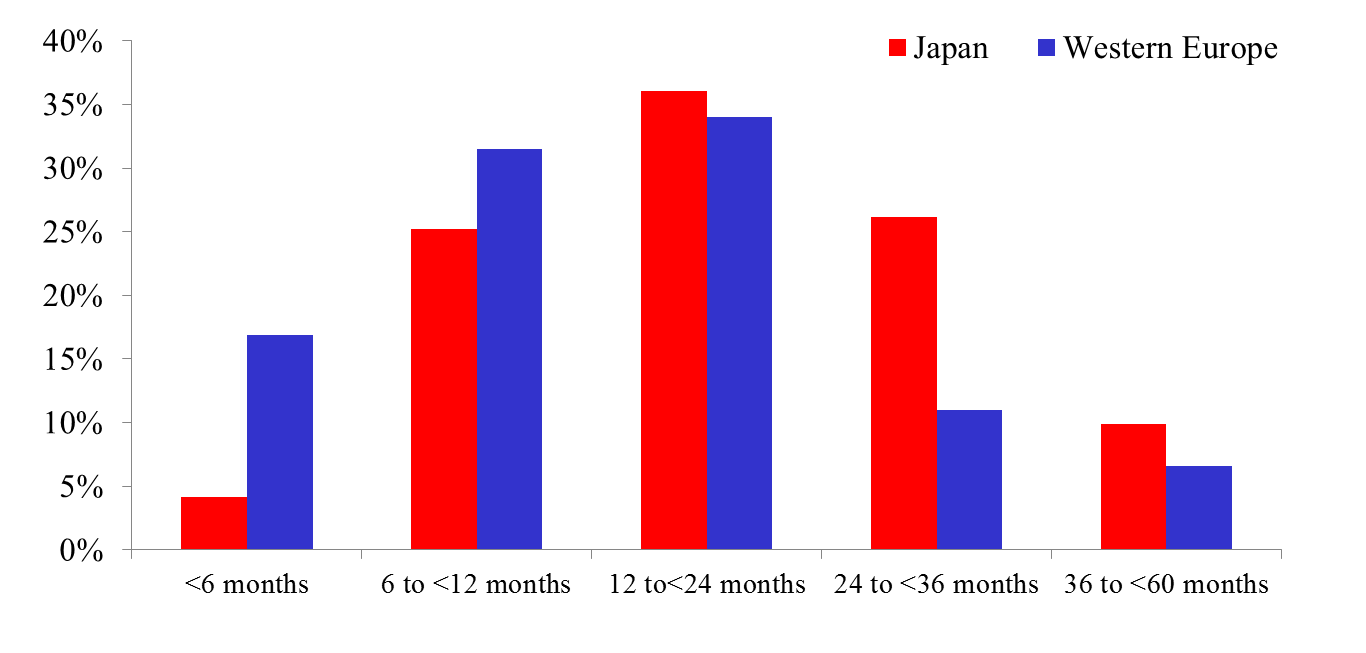 40%
Japan
Western Europe
35%
30%
25%
20%
15%
10%
5%
0%
<6 months
6 to <12 months
12 to<24 months
24 to <36 months
36 to <60 months